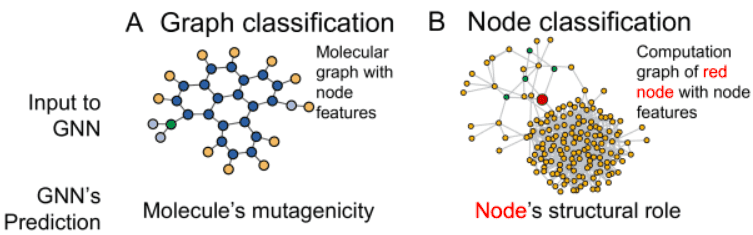 A Graph classification
Molecular
graph with
node
features
B Node classification
Computation
graph of red
node with node
features
Input to
GNN
GNN's
Prediction
Molecule's mutagenicity
Node's structural role